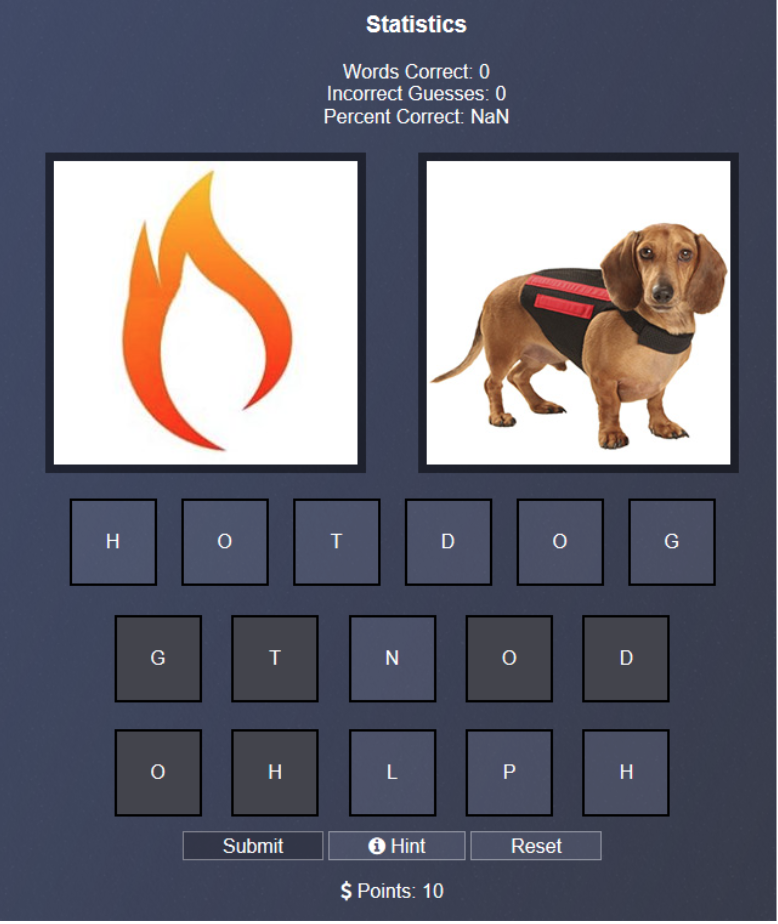 Statistics
Words Correct: 0
Incorrect Guesses: 0
Percent Correct: NaN
H O T D O G
G T N O D
O H L P H
Submit Hint Reset
$ Points: 10